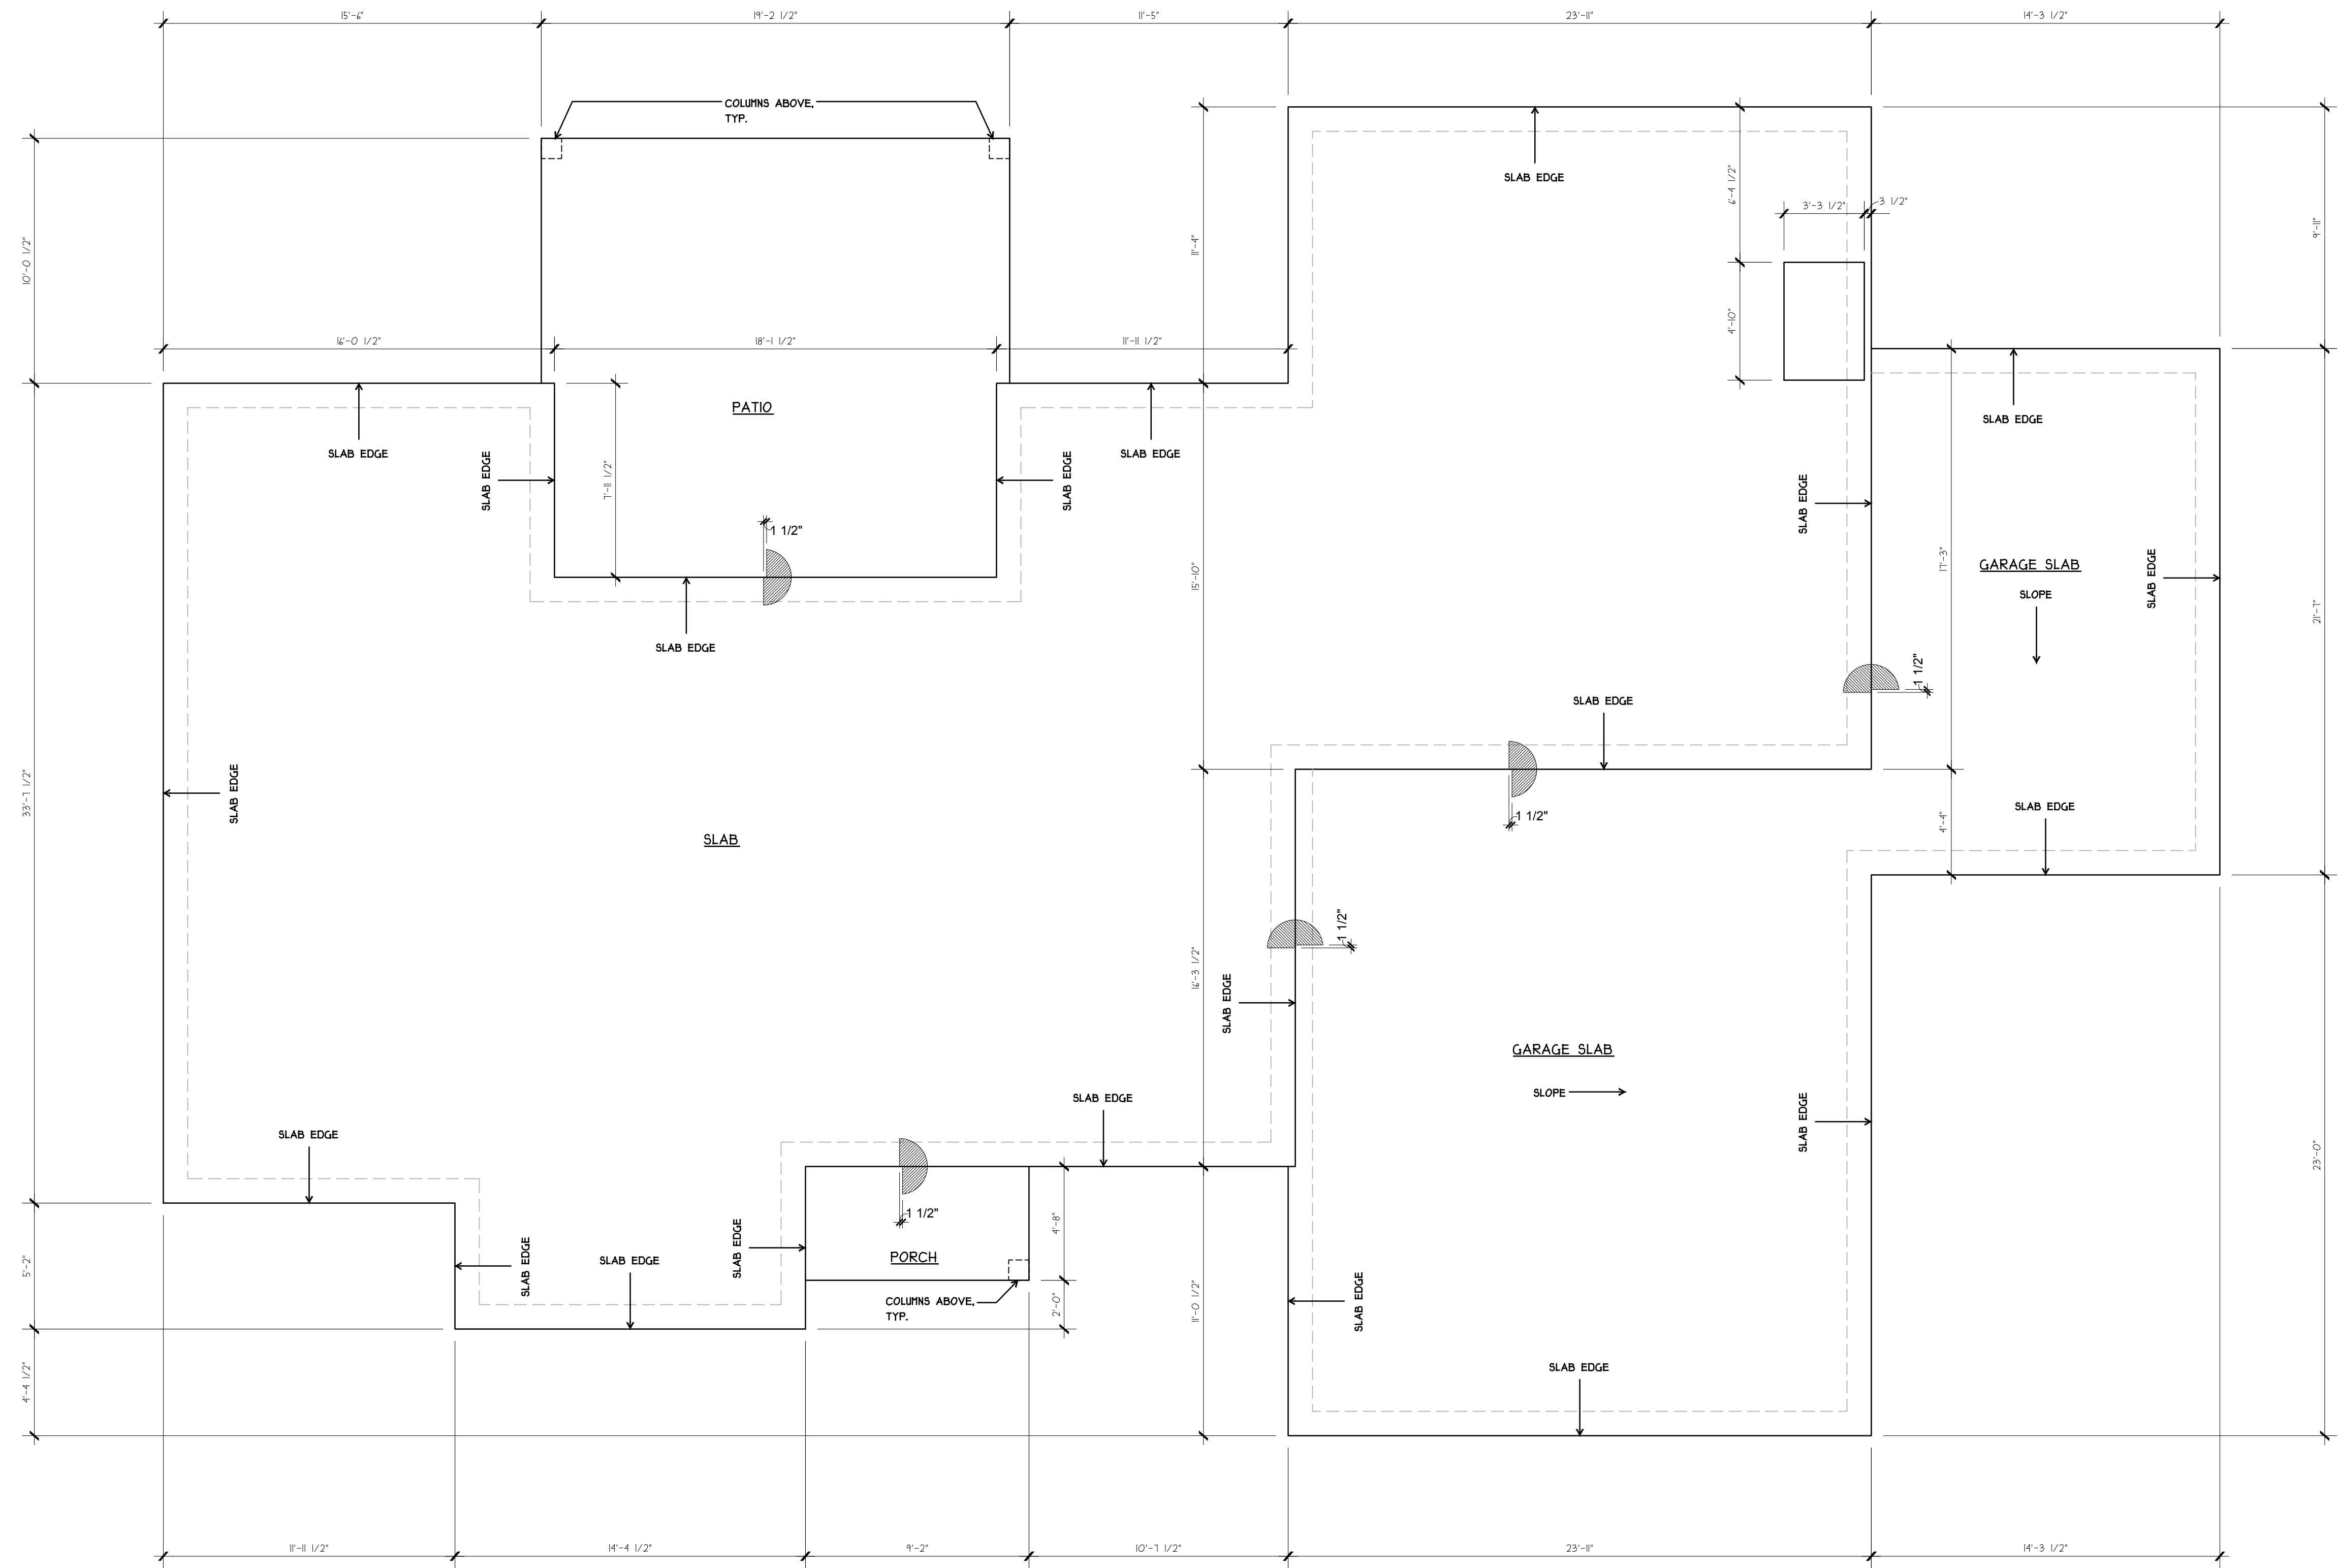 15'-6"
19'-2 1/2"
11'-5"
23'-11"
14'-3 1/2"
COLUMNS ABOVE,
TYP.
SLAB EDGE
6'-4 1/2"
3'-3 1/2"
3 1/2"
9'-11"
10'-0 1/2"
11'-4"
4'-10"
16'-0 1/2"
18'-1 1/2"
11'-11 1/2"
PATIO
SLAB EDGE
SLAB EDGE
SLAB EDGE
SLAB EDGE
7'-11 1/2"
SLAB EDGE
SLAB EDGE
SLAB EDGE
1 1/2"
15'-10"
17'-3"
GARAGE SLAB
SLOPE
SLAB EDGE
21'-7"
SLAB EDGE
1 1/2"
SLAB EDGE
33'-7 1/2"
SLAB EDGE
1 1/2"
SLAB EDGE
4'-4"
SLAB
16'-3 1/2"
1 1/2"
SLAB EDGE
GARAGE SLAB
SLOPE
SLAB EDGE
SLAB EDGE
SLAB EDGE
23'-0"
1 1/2"
4'-8"
SLAB EDGE
SLAB EDGE
SLAB EDGE
PORCH
5'-2"
COLUMNS ABOVE,
TYP.
2'-0"
11'-0 1/2"
SLAB EDGE
SLAB EDGE
4'-4 1/2"
11'-11 1/2"
14'-4 1/2"
9'-2"
10'-7 1/2"
23'-11"
14'-3 1/2"